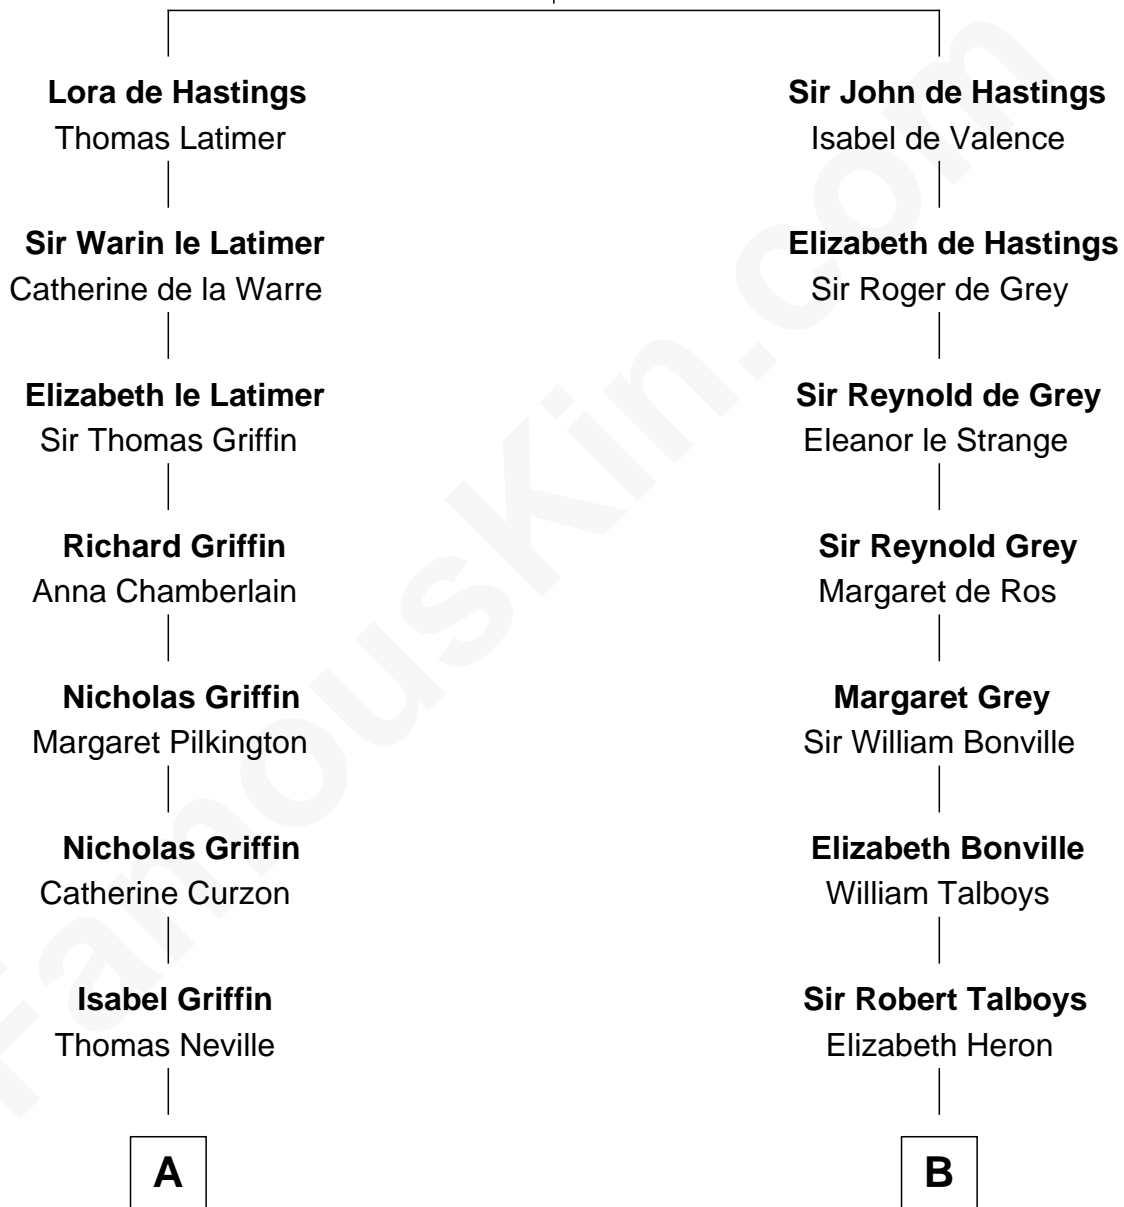 Lora de Hastings
Thomas Latimer
Sir Warin le Latimer
Catherine de la Warre
Elizabeth le Latimer
Sir Thomas Griffin
Richard Griffin
Anna Chamberlain
Nicholas Griffin
Margaret Pilkington
Nicholas Griffin
Catherine Curzon
Isabel Griffin
Thomas Neville
A
Sir John de Hastings
Isabel de Valence
Elizabeth de Hastings
Sir Roger de Grey
Sir Reynold de Grey
Eleanor le Strange
Sir Reynold Grey
Margaret de Ros
Margaret Grey
Sir William Bonville
Elizabeth Bonville
William Talboys
Sir Robert Talboys
Elizabeth Heron
B
FamousKin.com